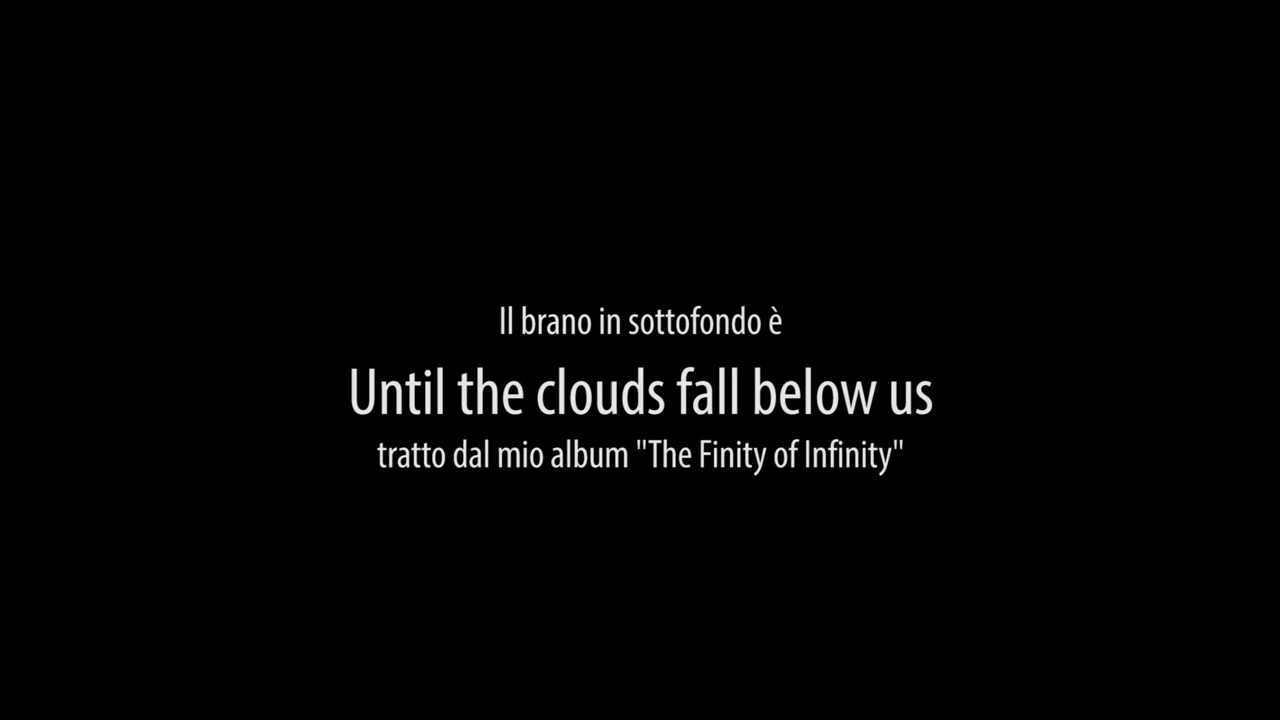 Il brano in sottofondo è
Until the clouds fall below us
tratto dal mio album "The Finity of Infinity"